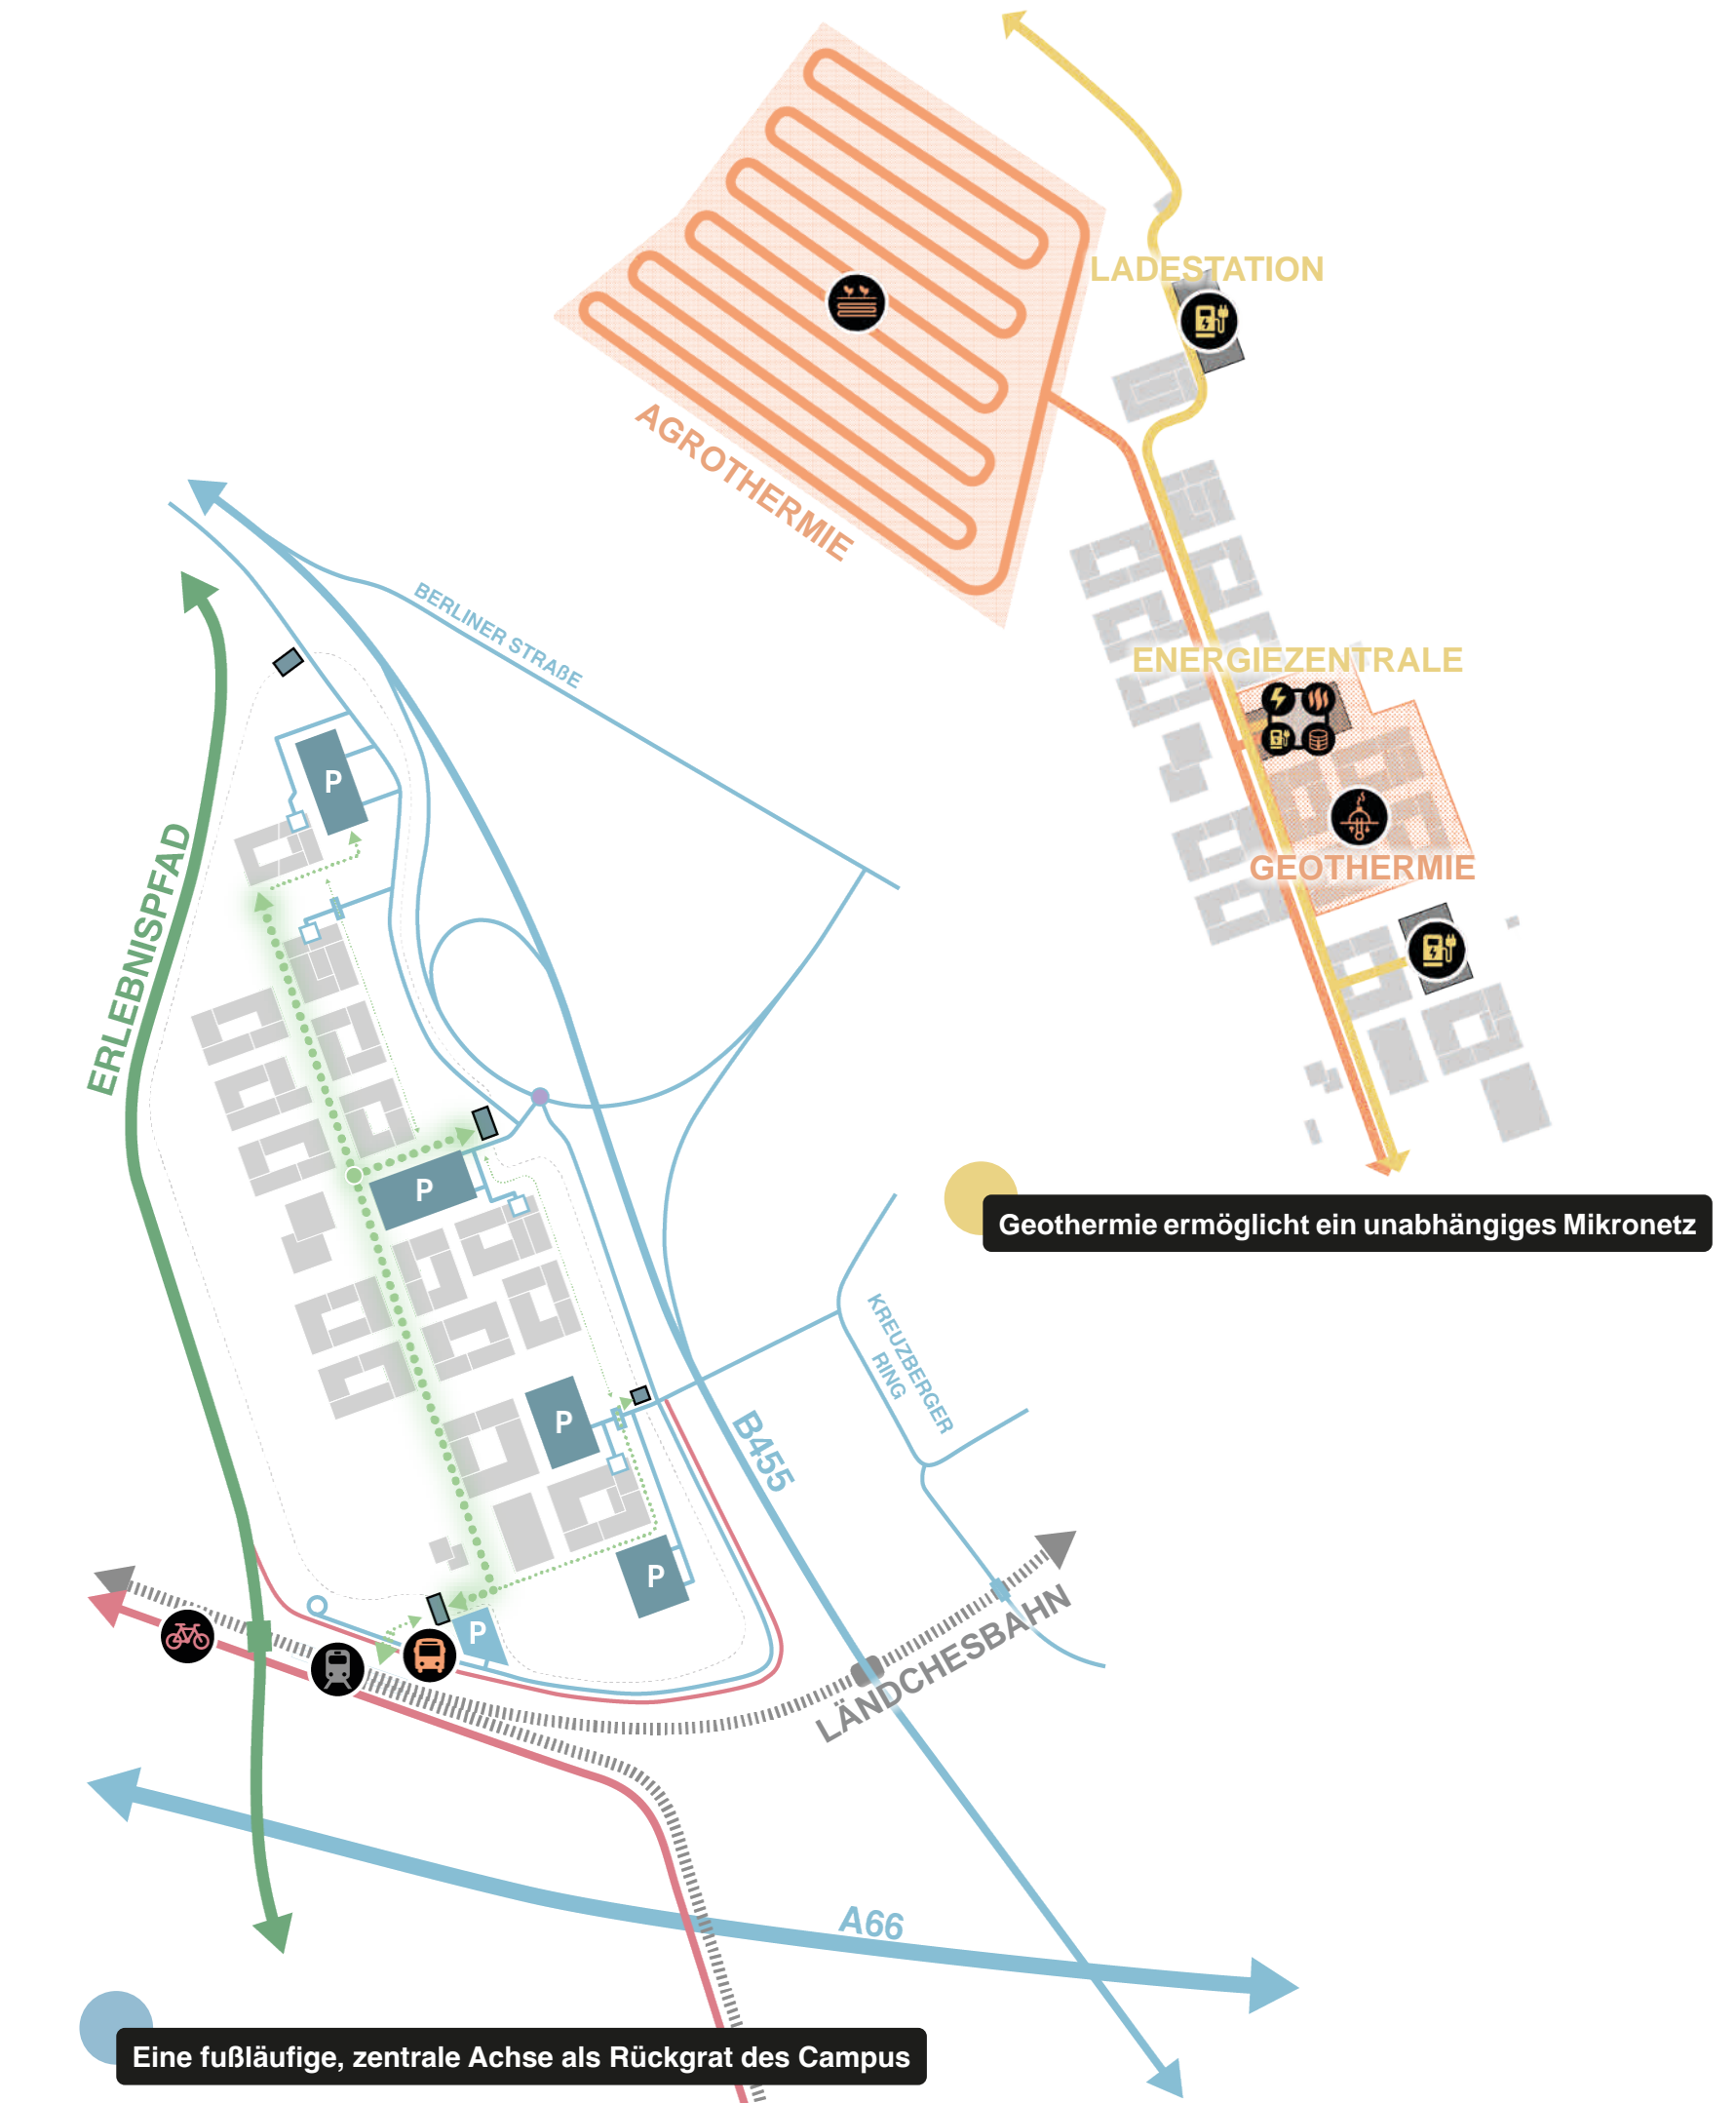 LADESTATION
AGROTHERMIE
BERLINER STRAßE
ENERGIEZENTRALE
P
ERLEBNISPFAD
GEOTHERMIE
P
Geothermie ermöglicht ein unabhängiges Mikronetz
KREUZBERGER
RING
P
B455
P
P
LÄNDCHESBAHN
A66
Eine fußläufige, zentrale Achse als Rückgrat des Campus